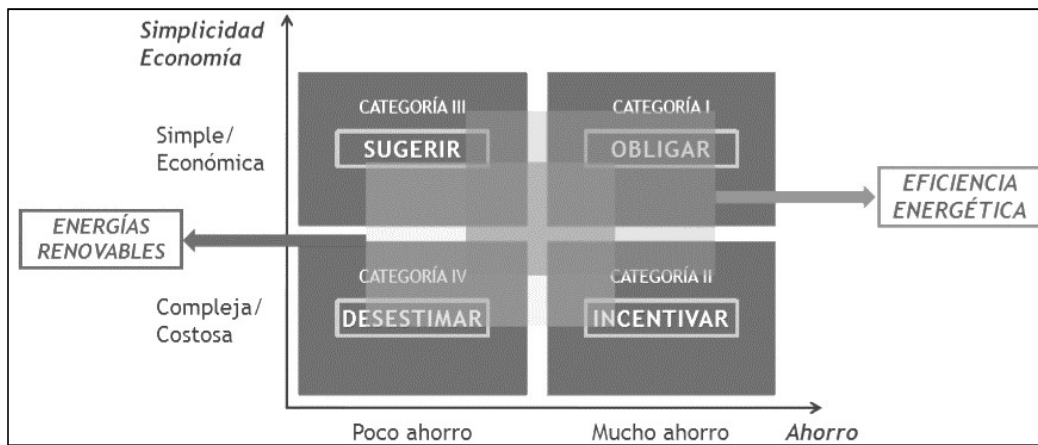 Simplicidad
Economía
CATEGORÍA III
CATEGORÍA I
Simple/
Económica
SUGERIR
OBLIGAR
EFICIENCIA
ENERGÉTICA
ENERGÍAS
RENOVABLES
CATEGORÍA IV
CATEGORÍA II
Compleja/
Costosa
DESESTIMAR
INCENTIVAR
Poco ahorro
Mucho ahorro
Ahorro